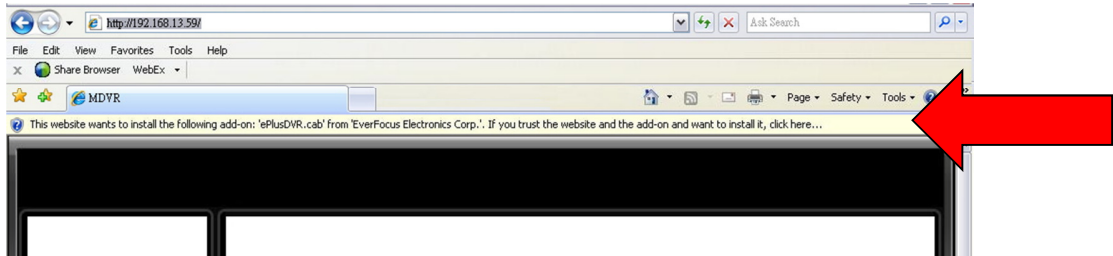 http://192.168.13.59/ Ask Search
File Edit View Favorites Tools Help
x Share Browser WebEx
MDVR Page Safety Tools
This website wants to install the following add-on: 'ePlusDVR.cab' from 'EverFocus Electronics Corp.'. If you trust the website and the add-on and want to install it, click here...